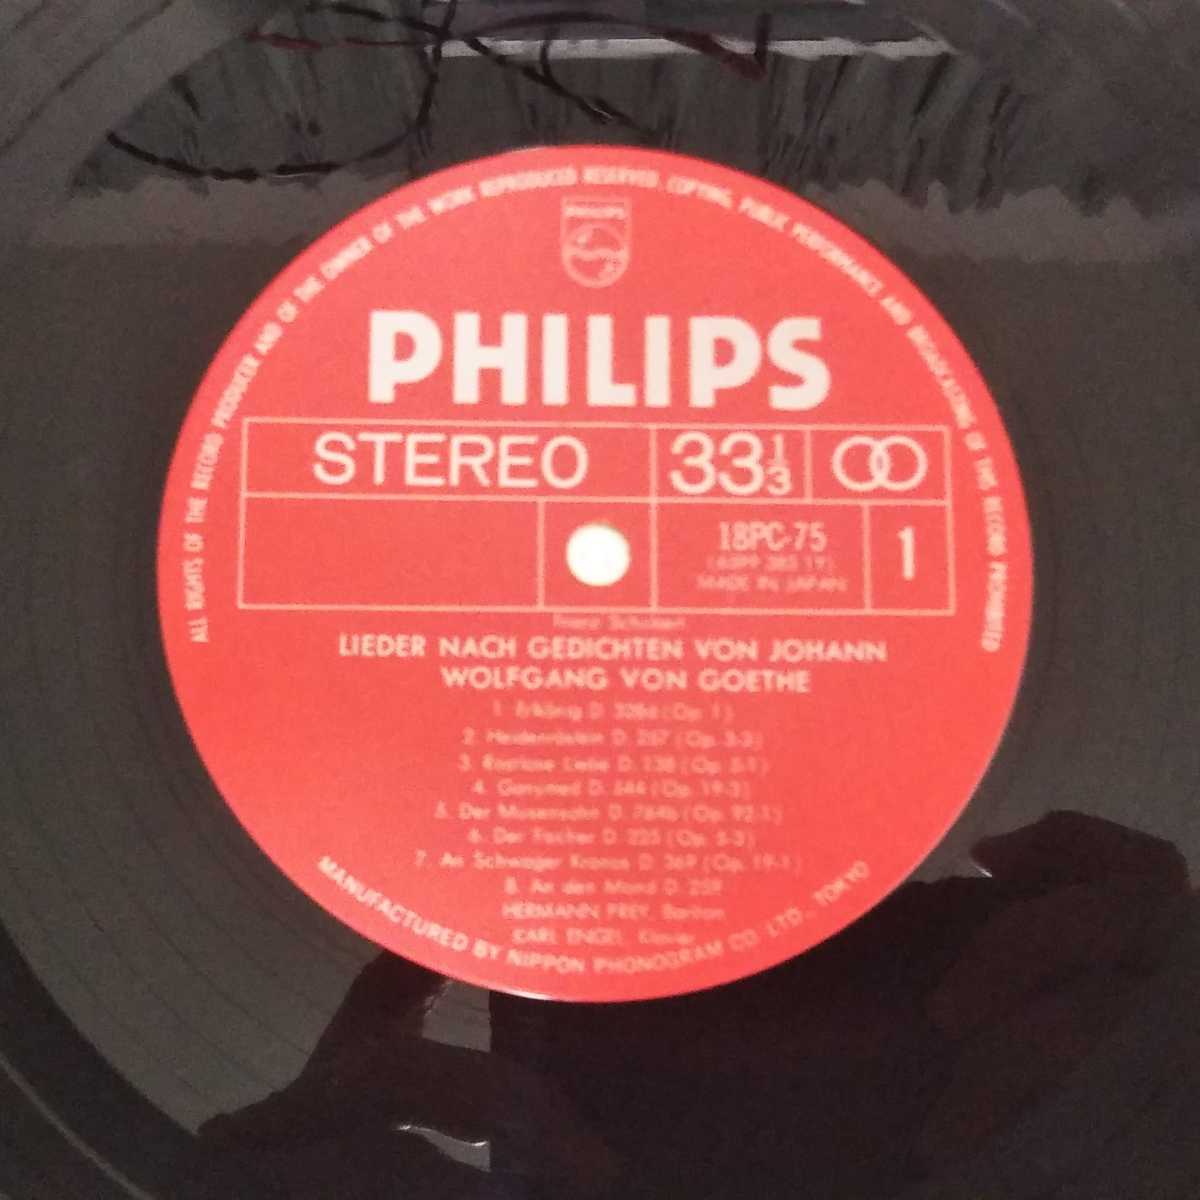 ALL RIGHTS OF THE RECORD PRODUCER AND OF THE OWNER OF THE WORK REPRODUCED RESERVED. COPYING, PUBLIC PERFORMANCE AND BROADCASTING OF THIS RECORD PROHIBITED
PHILIPS
PHILIPS
STEREO
33 1/3
18PC-75
MADE IN JAPAN
1
Franz Schubert
LIEDER NACH GEDICHTEN VON JOHANN
WOLFGANG VON GOETHE
1. Erlkönig D. (Op. 1)
2. Heidenröslein D. 257 (Op. 3-3)
3. Rastlose Liebe D. 138 (Op. 5-1)
4. Ganymed D. 544 (Op. 19-3)
5. Der Musensohn D. 764b (Op. 92-1)
6. Der Fischer D. 225 (Op. 5-3)
7. An Schwager Kronos D. 369 (Op. 19-1)
8. An den Mond D. 259
HERMANN PREY, Bariton
KARL ENGEL, Klavier
MANUFACTURED BY NIPPON PHONOGRAM CO. LTD., TOKYO